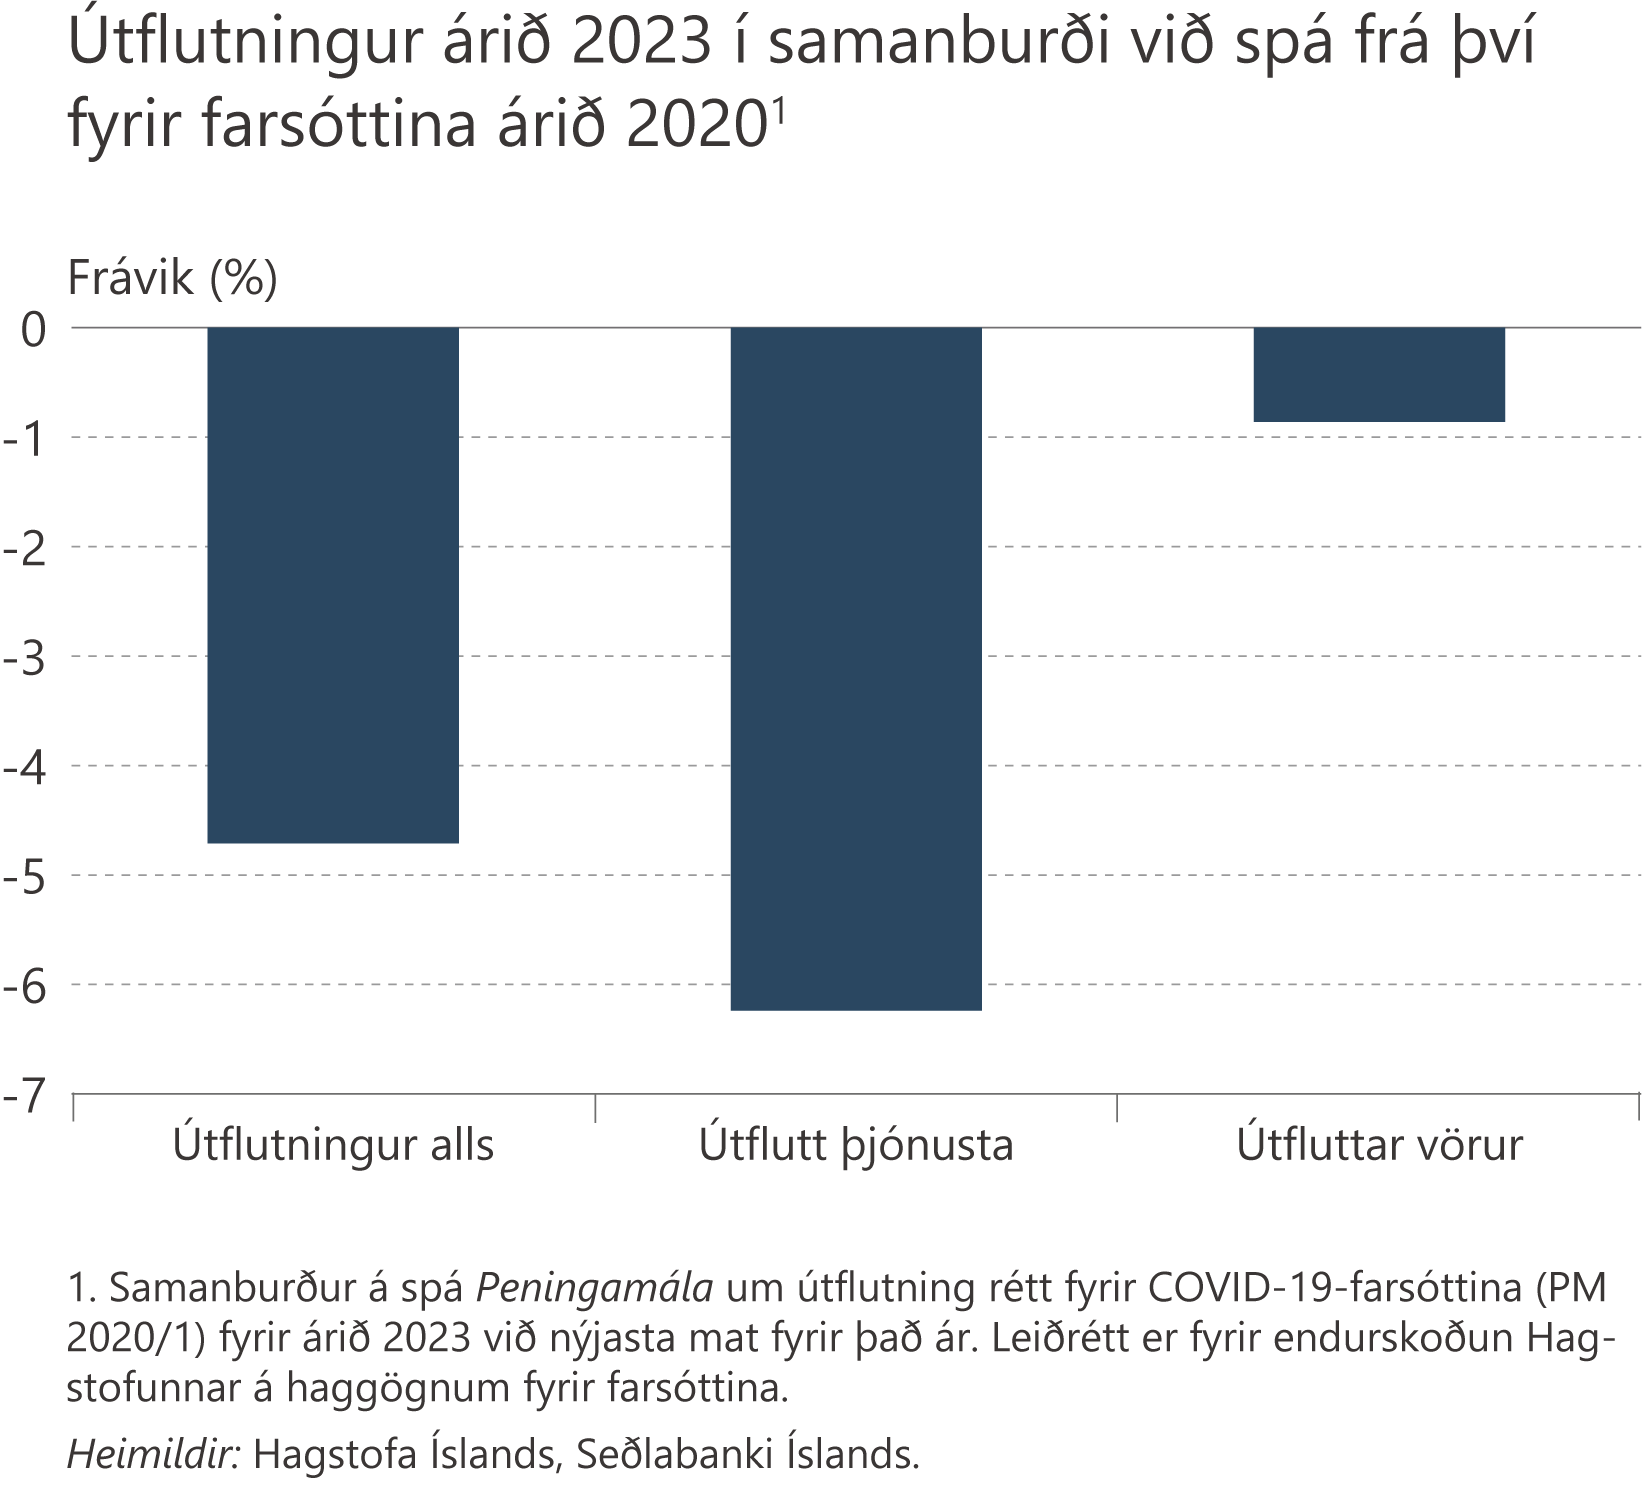 Útflutningur árið 2023 í samanburði við spá frá því
fyrir farsóttina árið 2020¹
Frávik (%)
0
-1
-2
-3
-4
-5
-6
-7
Útflutningur alls
Útflutt þjónusta
Útfluttar vörur
1. Samanburður á spá Peningamála um útflutning rétt fyrir COVID-19-farsóttina (PM
2020/1) fyrir árið 2023 við nýjasta mat fyrir það ár. Leiðrétt er fyrir endurskoðun Hag-
stofunnar á haggögnum fyrir farsóttina.
Heimildir: Hagstofa Íslands, Seðlabanki Íslands.